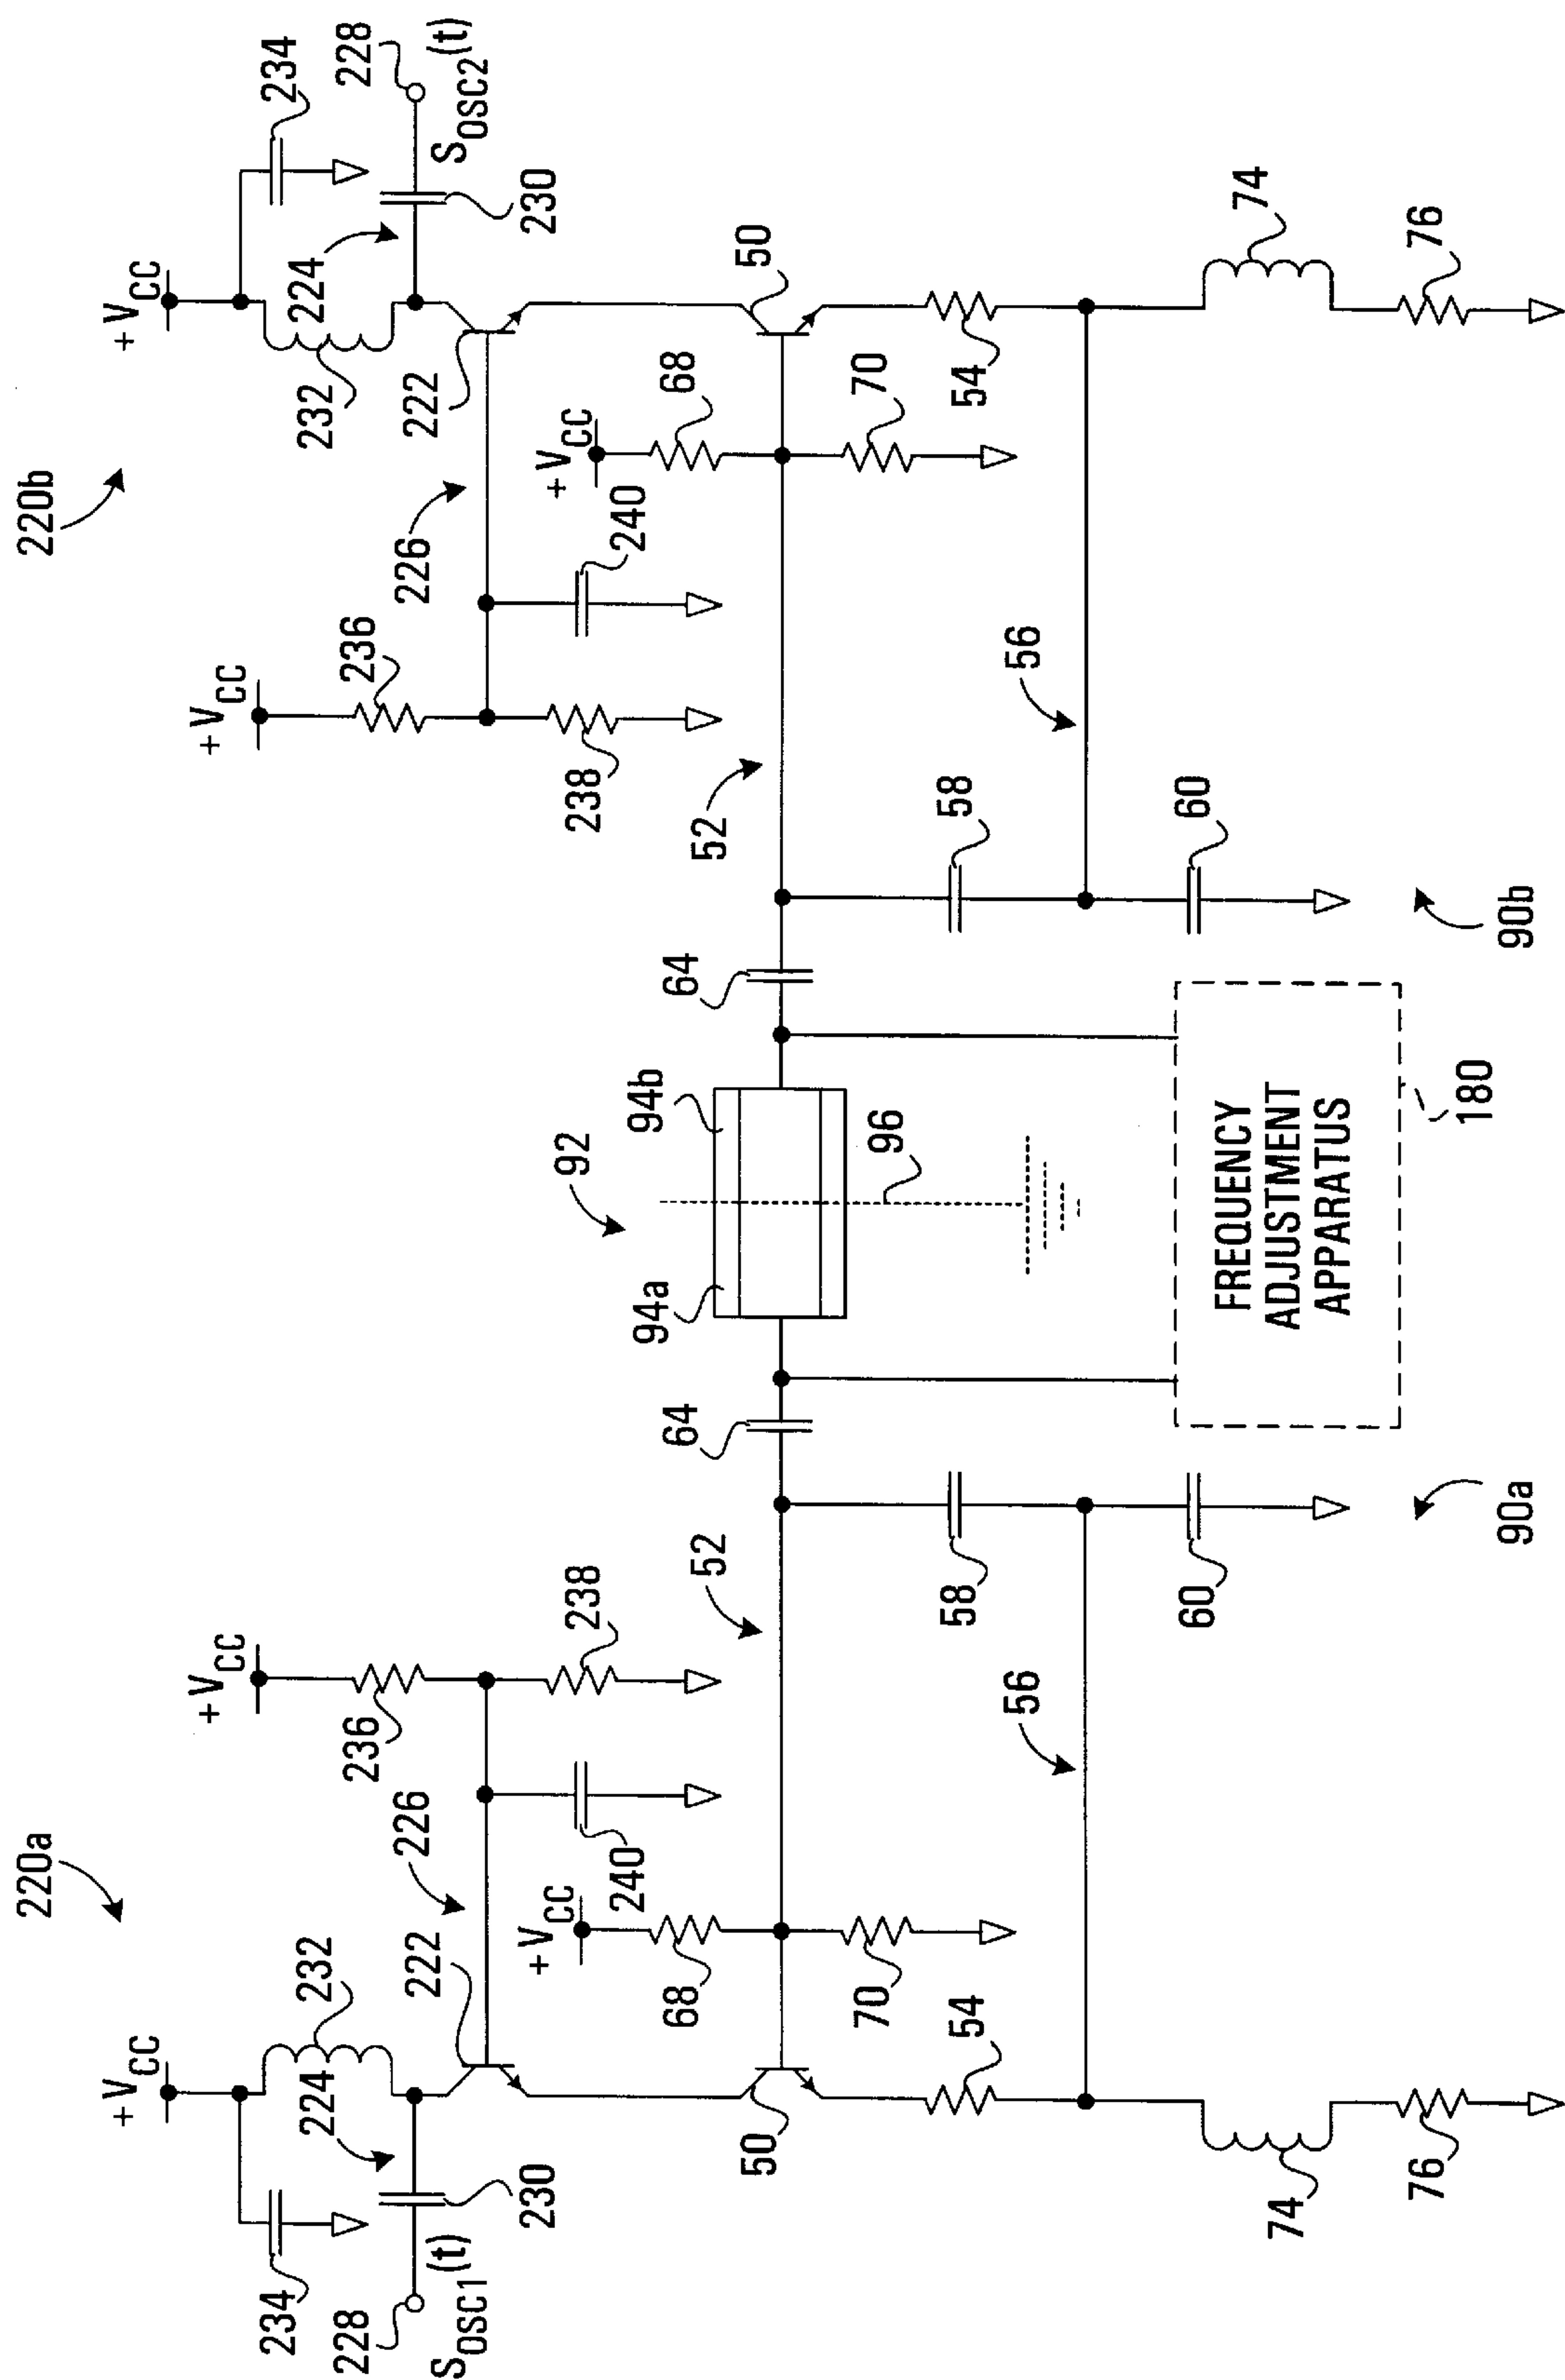 220a
220b
+VCC
+VCC
+VCC
+VCC
234
234
224
232
232
224
228
236
236
228
222
226
226
222
SOSC1(t)
SOSC2(t)
230
+VCC
+VCC
230
238
92
238
240
240
68
64
94a
94b
64
68
52
52
50
50
70
96
70
54
58
58
54
56
56
60
60
74
74
FREQUENCY
ADJUSTMENT
APPARATUS
76
76
180
90a
90b